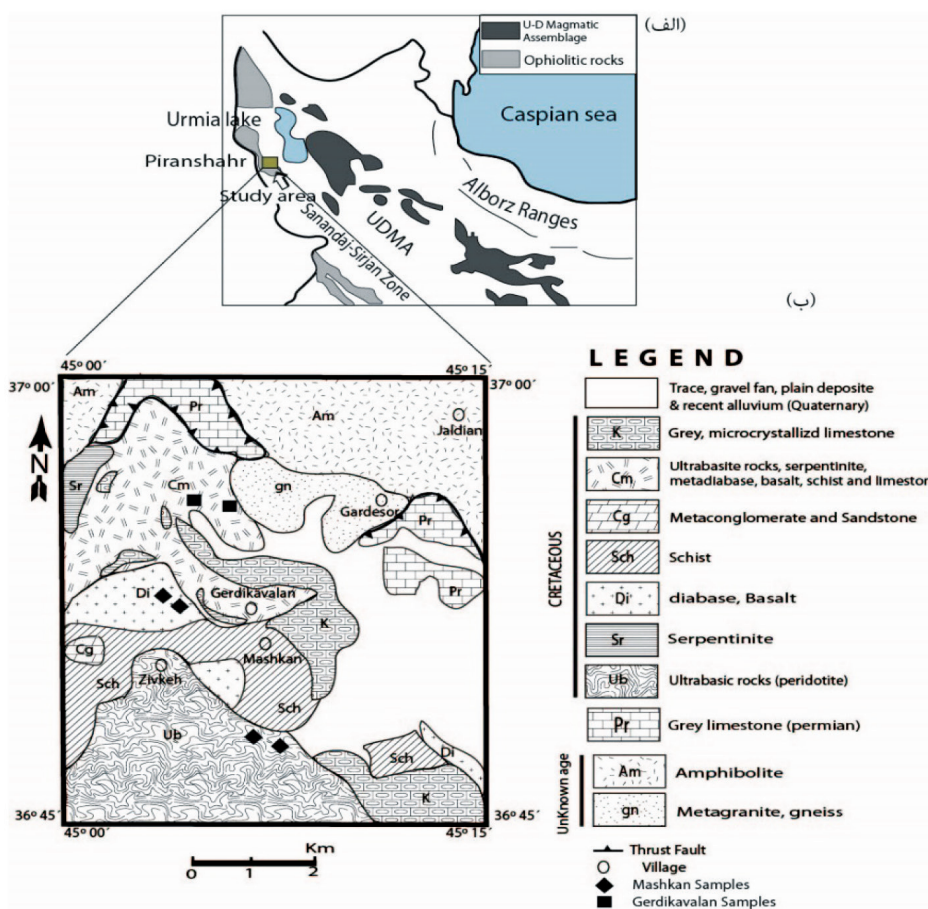 (الف)
U-D Magmatic
Assemblage
Ophiolitic rocks
Caspian sea
Urmia lake
Piranshahr
Study area
Sanandaj-Sirjan Zone
UDMA
Alborz Ranges
(ب)
45º 00´
45º 15´
37º 00´
37º 00´
Am
Pr
Am
Jaldian
Sr
Cm
gn
Gardesor
Pr
Pr
Di
Gerdikavalan
K
Cg
Mashkan
Sch
Zivkeh
Sch
Ub
Sch
Di
K
36º 45´
36º 45´
45º 00´
45º 15´
N
Km
0 1 2
LEGEND
Trace, gravel fan, plain deposite
& recent alluvium (Quaternary)
K Grey, microcrystallizd limestone
Cm Ultrabasite rocks, serpentinite,
metadiabase, basalt, schist and limestor
Cg Metaconglomerate and Sandstone
Sch Schist
Di diabase, Basalt
Sr Serpentinite
Ub Ultrabasic rocks (peridotite)
CRETACEOUS
Pr Grey limestone (permian)
Am Amphibolite
gn Metagranite, gneiss
UnKnown age
Thrust Fault
Village
Mashkan Samples
Gerdikavalan Samples